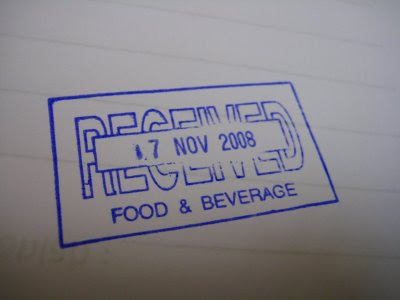 RECEIVED
17 NOV 2008
FOOD & BEVERAGE